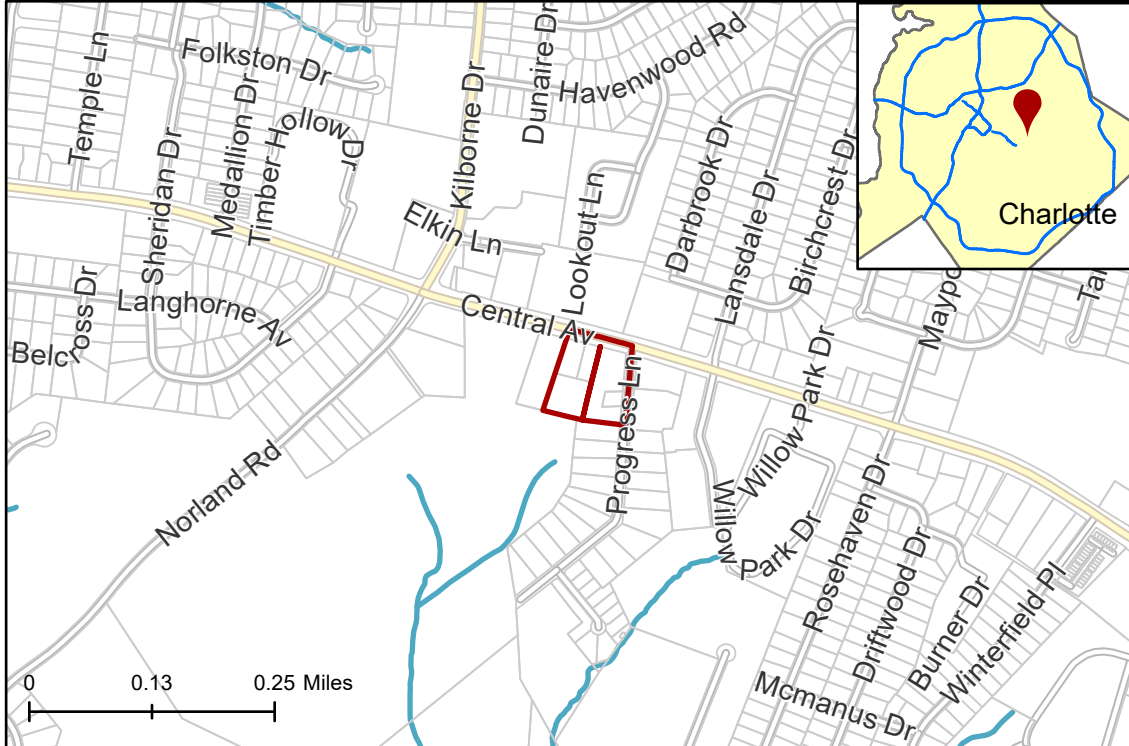 Temple Ln
Folkston Dr
Sheridan Dr
Medallion Dr
Timber Hollow Dr
Kilborne Dr
Dunaire Dr
Havenwood Rd
Elkin Ln
Lookout Ln
Darbrook Dr
Lansdale Dr
Birchcrest Dr
Charlotte
Belcross Dr
Langhorne Av
Central Av
Maypo
Tar
Progress Ln
Willow Park Dr
Willow Park Dr
Norland Rd
Rosehaven Dr
Driftwood Dr
Burner Dr
Winterfield Pl
Mcmanus Dr
0 0.13 0.25 Miles